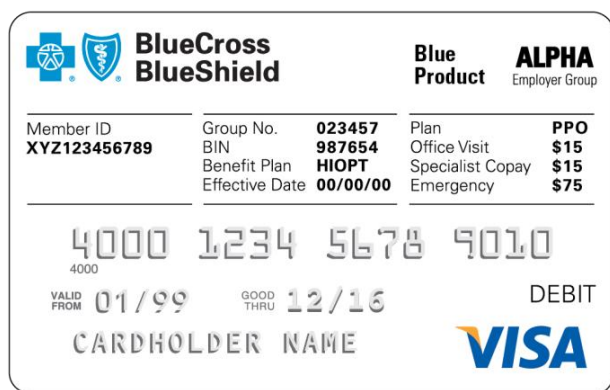 BlueCross
BlueShield
Blue
Product
ALPHA
Employer Group
Member ID
XYZ123456789
Group No. 023457
BIN 987654
Benefit Plan HIOPT
Effective Date 00/00/00
Plan PPO
Office Visit $15
Specialist Copay $15
Emergency $75
4000 1234 5678 9010
4000
VALID FROM 01/99 GOOD THRU 12/16
DEBIT
CARDHOLDER NAME
VISA